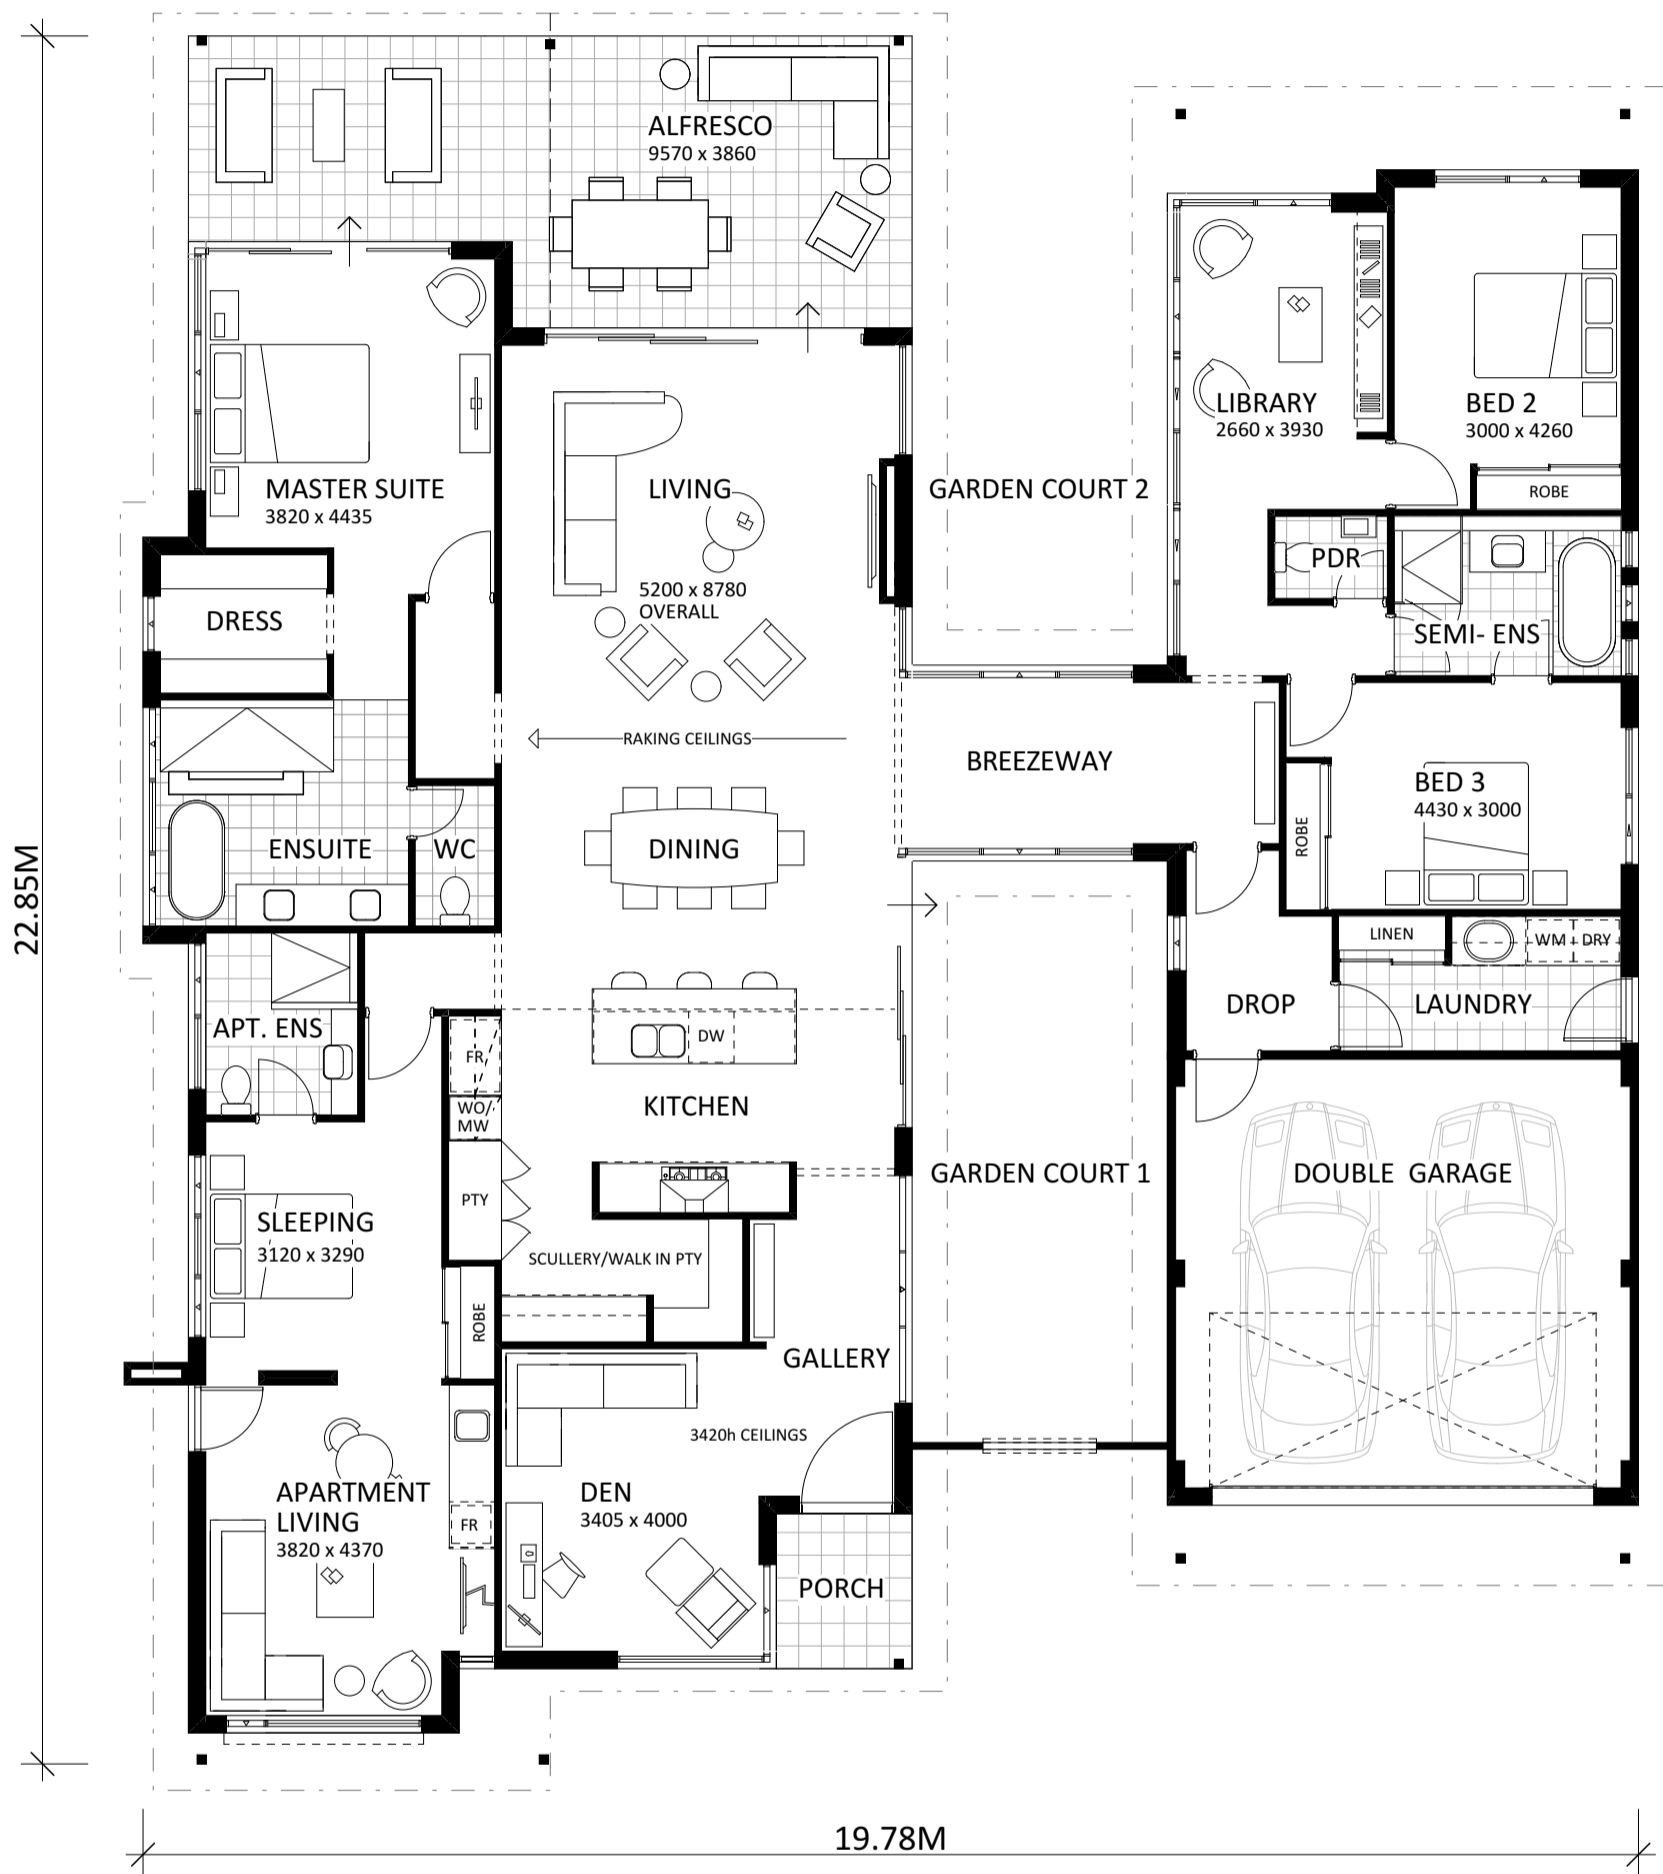 ALFRESCO
9570 x 3860
LIBRARY
2660 x 3930
BED 2
3000 x 4260
ROBE
MASTER SUITE
3820 x 4435
LIVING
5200 x 8780
OVERALL
GARDEN COURT 2
PDR
SEMI- ENS
DRESS
RAKING CEILINGS
BREEZEWAY
BED 3
4430 x 3000
ROBE
ENSUITE
WC
DINING
22.85M
LINEN
WM
DRY
APT. ENS
FR
DW
DROP
LAUNDRY
WO/
MW
KITCHEN
PTY
GARDEN COURT 1
DOUBLE GARAGE
SLEEPING
3120 x 3290
SCULLERY/WALK IN PTY
ROBE
GALLERY
3420h CEILINGS
APARTMENT
LIVING
3820 x 4370
FR
DEN
3405 x 4000
PORCH
19.78M